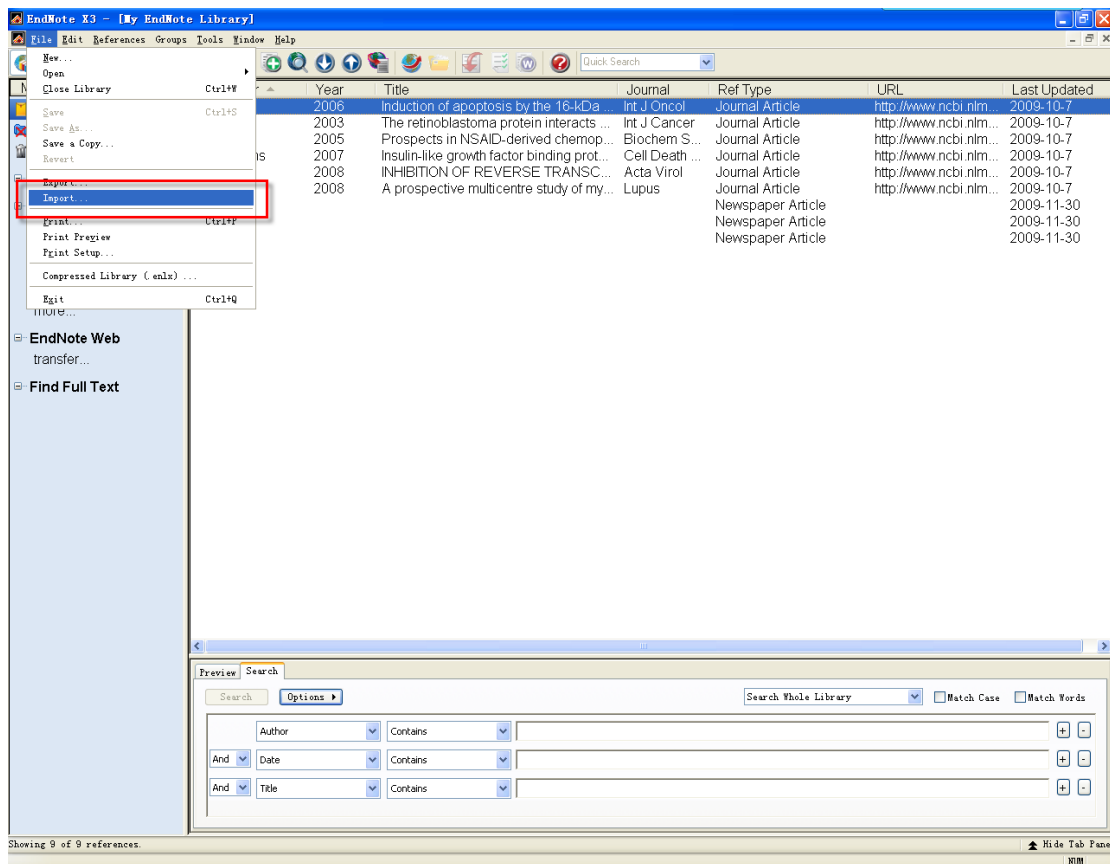 EndNote X3 - [My EndNote Library]
File Edit References Groups Tools Window Help
Quick Search
New...
Open
Close Library Ctrl+W
Save Ctrl+S
Save As...
Save a Copy...
Revert
Export...
Import...
Print... Ctrl+P
Print Preview
Print Setup...
Compressed Library (.enlx) ...
Exit Ctrl+Q
Year Title Journal Ref Type URL Last Updated
2006 Induction of apoptosis by the 16-kDa ... Int J Oncol Journal Article http://www.ncbi.nlm... 2009-10-7
2003 The retinoblastoma protein interacts ... Int J Cancer Journal Article http://www.ncbi.nlm... 2009-10-7
2005 Prospects in NSAID-derived chemop... Biochem S... Journal Article http://www.ncbi.nlm... 2009-10-7
2007 Insulin-like growth factor binding prot... Cell Death ... Journal Article http://www.ncbi.nlm... 2009-10-7
2008 INHIBITION OF REVERSE TRANSC... Acta Virol Journal Article http://www.ncbi.nlm... 2009-10-7
2008 A prospective multicentre study of my... Lupus Journal Article http://www.ncbi.nlm... 2009-10-7
Newspaper Article 2009-11-30
Newspaper Article 2009-11-30
Newspaper Article 2009-11-30
more...
EndNote Web
transfer...
Find Full Text
Preview Search
Search Options Search Whole Library Match Case Match Words
Author Contains + -
And Date Contains + -
And Title Contains + -
Showing 9 of 9 references. Hide Tab Pane
NUM